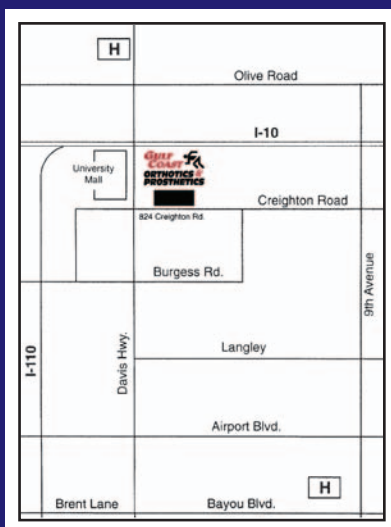 H
Olive Road
I-10
University
Mall
GULF
COAST
ORTHOTICS &
PROSTHETICS
824 Creighton Rd.
Creighton Road
Burgess Rd.
9th Avenue
I-110
Davis Hwy.
Langley
Airport Blvd.
H
Brent Lane
Bayou Blvd.